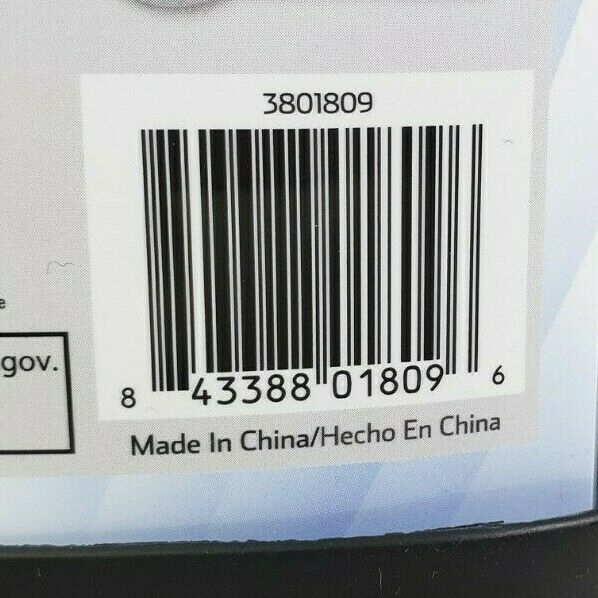 3801809
e
gov.
8 43388 01809 6
Made In China/Hecho En China